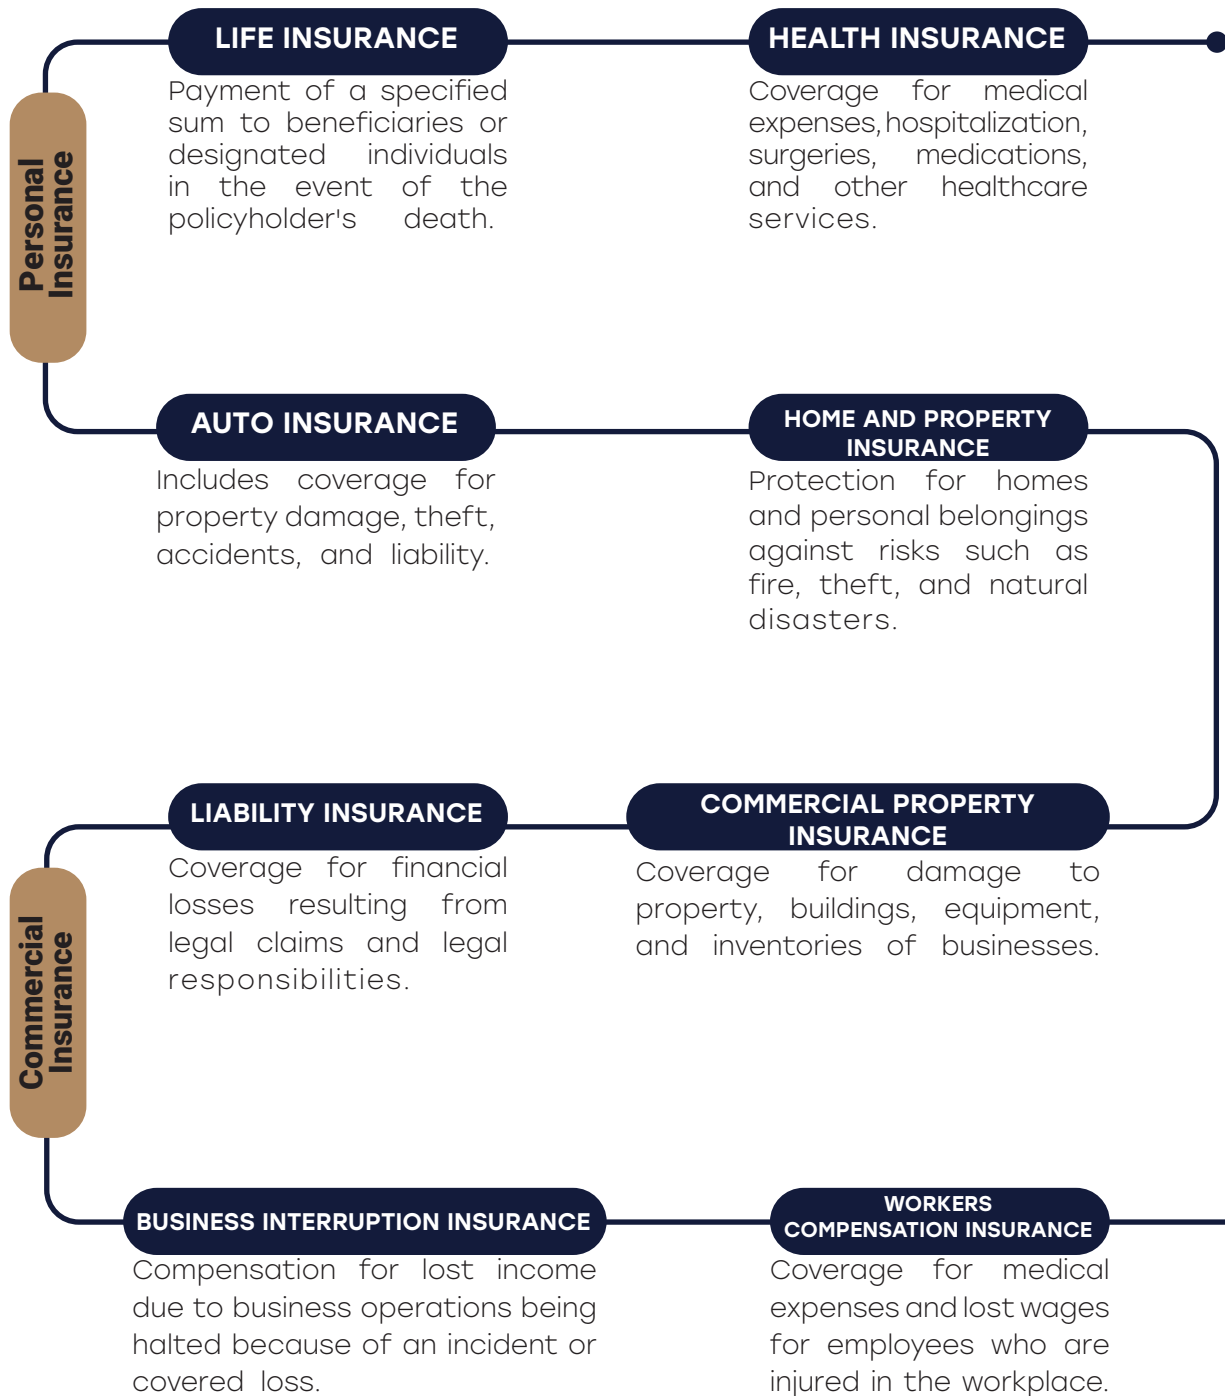 LIFE INSURANCE
Payment of a specified
sum to beneficiaries or
designated individuals
in the event of the
policyholder's death.
HEALTH INSURANCE
Coverage for medical
expenses, hospitalization,
surgeries, medications,
and other healthcare
services.
Personal
Insurance
AUTO INSURANCE
Includes coverage for
property damage, theft,
accidents, and liability.
HOME AND PROPERTY
INSURANCE
Protection for homes
and personal belongings
against risks such as
fire, theft, and natural
disasters.
LIABILITY INSURANCE
Coverage for financial
losses resulting from
legal claims and legal
responsibilities.
COMMERCIAL PROPERTY
INSURANCE
Coverage for damage to
property, buildings, equipment,
and inventories of businesses.
Commercial
Insurance
BUSINESS INTERRUPTION INSURANCE
Compensation for lost income
due to business operations being
halted because of an incident or
covered loss.
WORKERS
COMPENSATION INSURANCE
Coverage for medical
expenses and lost wages
for employees who are
injured in the workplace.